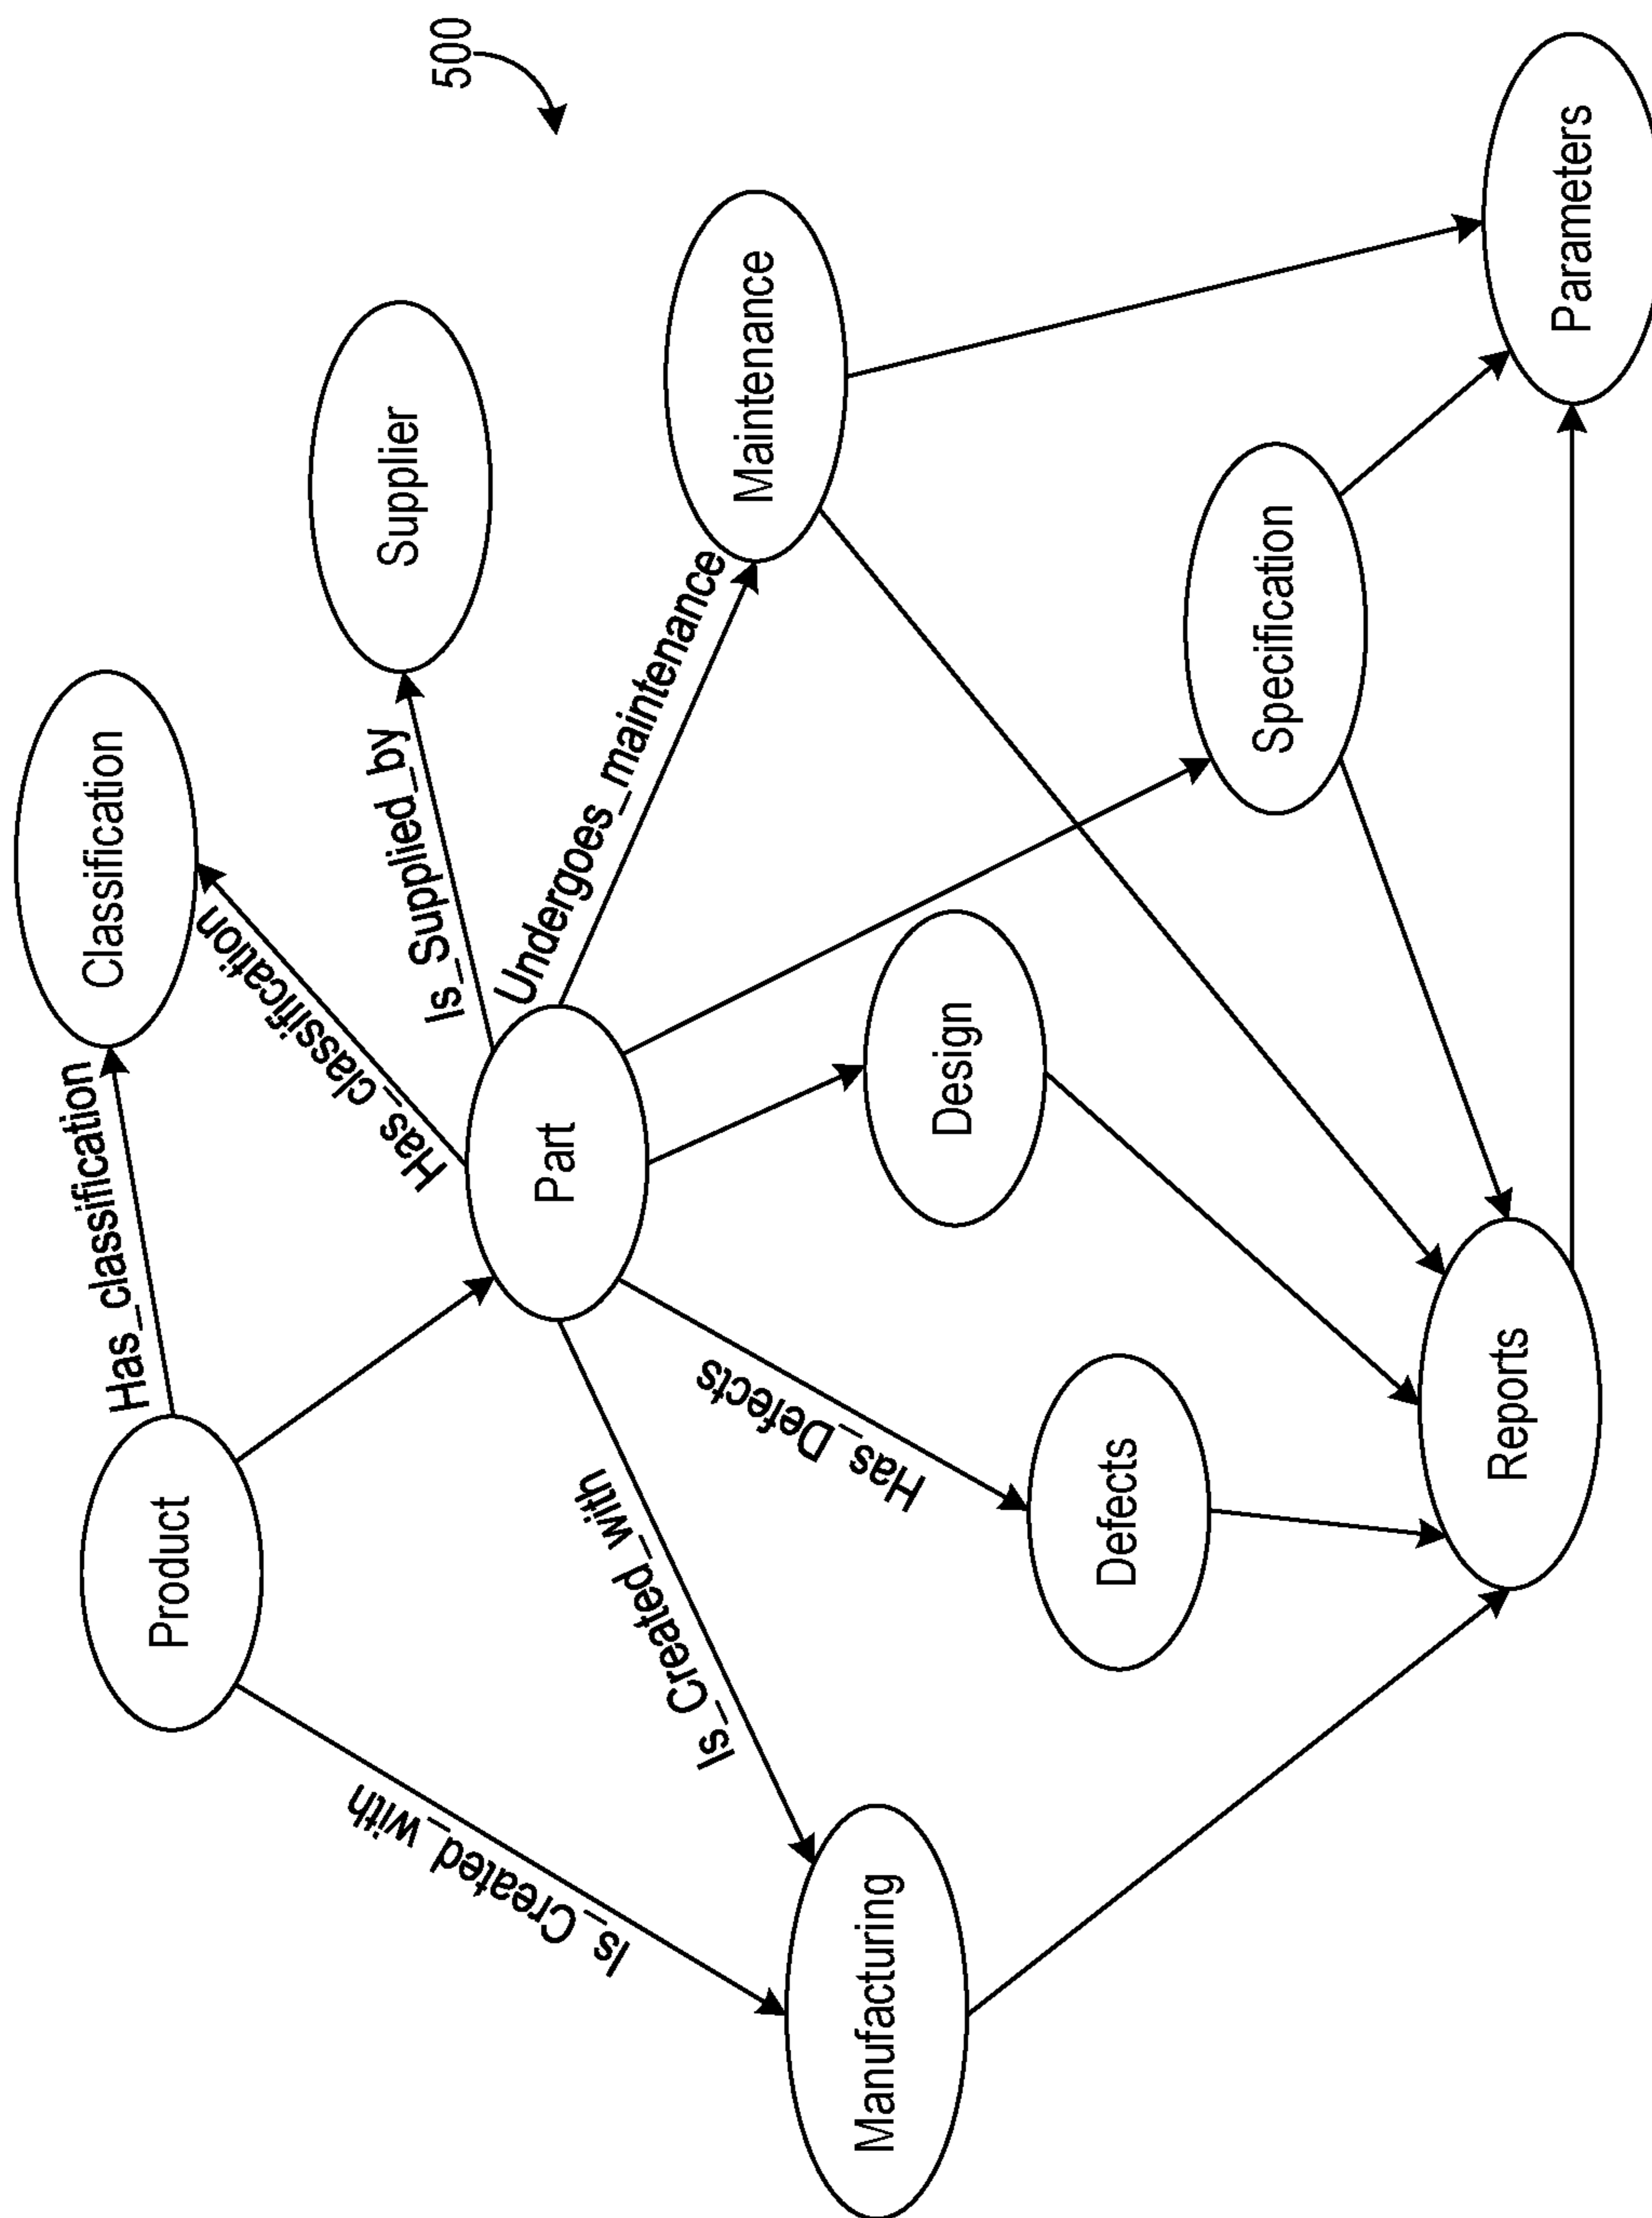 500
Classification
Has_classification
Product
Has_classification
Supplier
Is_Supplied_by
Part
Undergoes_maintenance
Maintenance
Is_Created_with
Is_Created_with
Has_Defects
Manufacturing
Design
Defects
Specification
Reports
Parameters